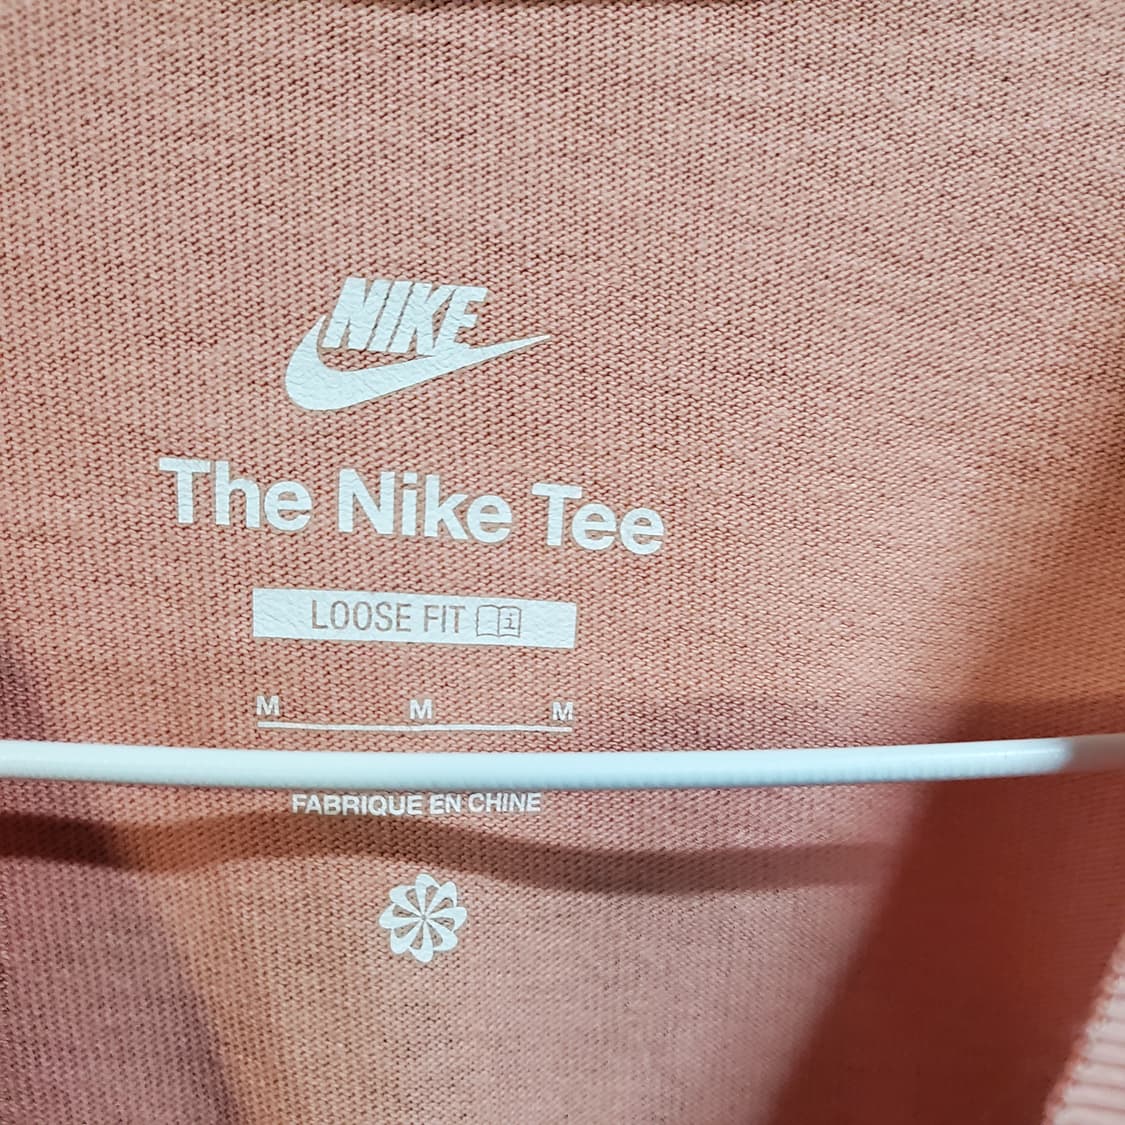 NIKE
The Nike Tee
LOOSE FIT i
M M M
FABRIQUE EN CHINE